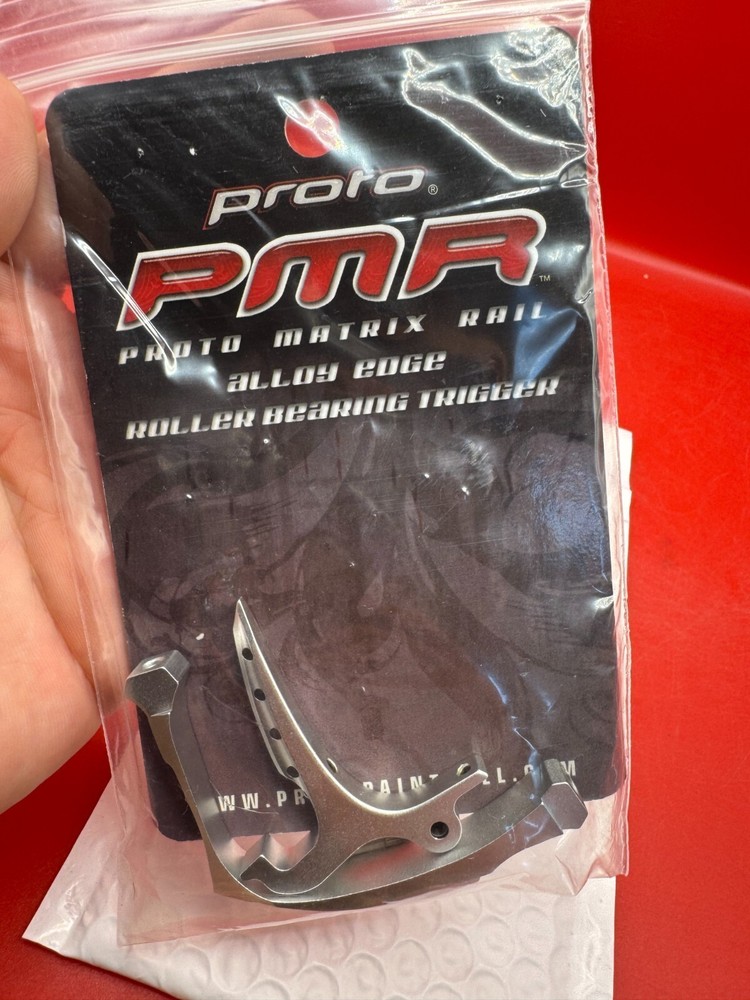 proto®
PMR™
PROTO MATRIX RAIL
ALLOY EDGE
ROLLER BEARING TRIGGER